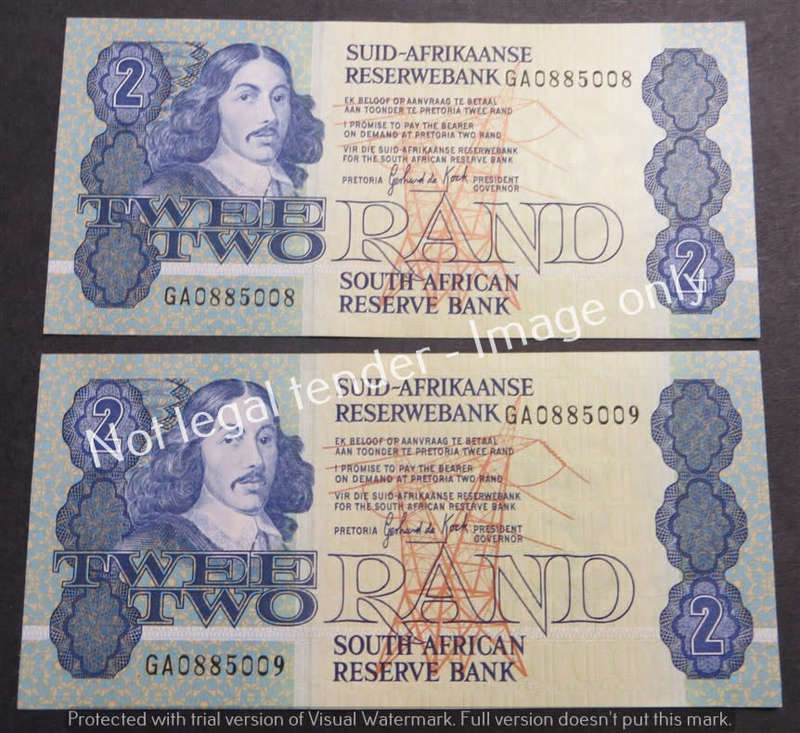 2
SUID-AFRIKAANSE
RESERWEBANK GA0885008
EK BELOOF OP AANVRAAG TE BETAAL
AAN TOONDER TE PRETORIA TWEE RAND
I PROMISE TO PAY THE BEARER
ON DEMAND AT PRETORIA TWO RAND
VIR DIE SUID-AFRIKAANSE RESERWEBANK
FOR THE SOUTH AFRICAN RESERVE BANK
PRETORIA Gerhard de Kock PRESIDENT
GOVERNOR
TWEE
TWO RAND
2
GA0885008
SOUTH AFRICAN
RESERVE BANK
Not legal tender - Image only
2
SUID-AFRIKAANSE
RESERWEBANK GA0885009
EK BELOOF OP AANVRAAG TE BETAAL
AAN TOONDER TE PRETORIA TWEE RAND
I PROMISE TO PAY THE BEARER
ON DEMAND AT PRETORIA TWO RAND
VIR DIE SUID-AFRIKAANSE RESERWEBANK
FOR THE SOUTH AFRICAN RESERVE BANK
PRETORIA Gerhard de Kock PRESIDENT
GOVERNOR
TWEE
TWO RAND
2
SOUTH AFRICAN
GA0885009 RESERVE BANK
Protected with trial version of Visual Watermark. Full version doesn't put this mark.